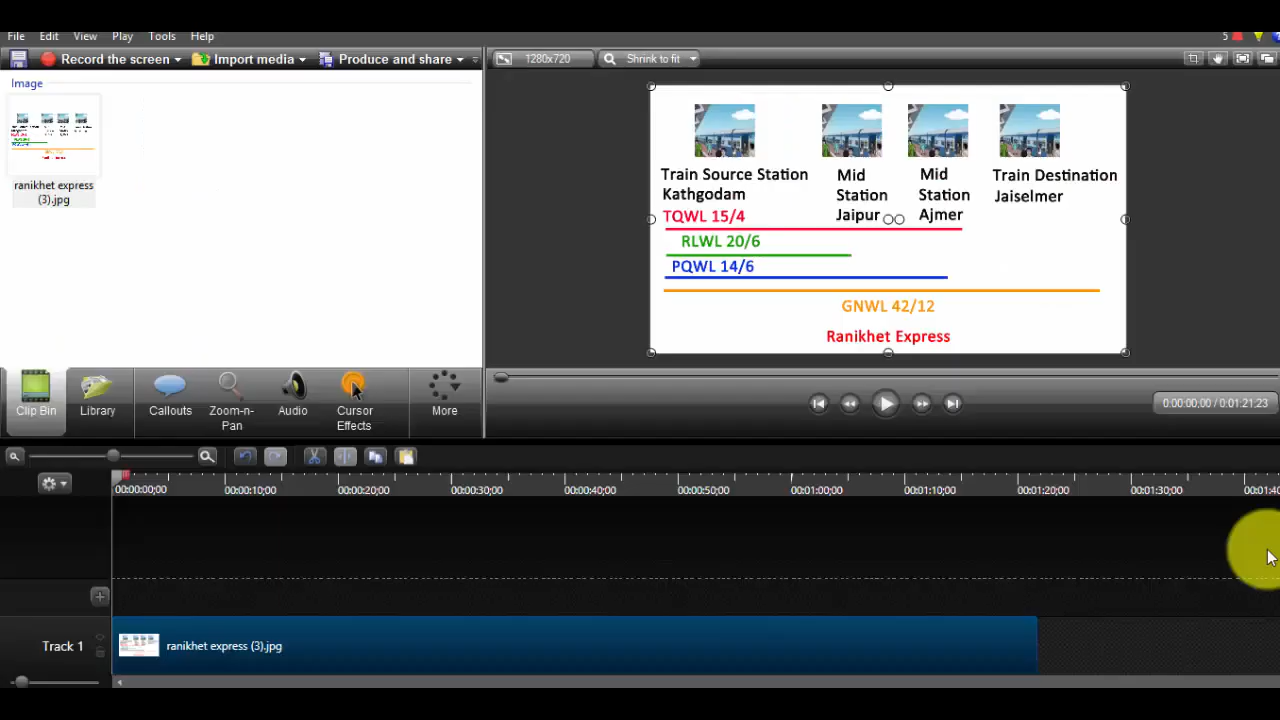 File Edit View Play Tools Help
5
Record the screen Import media Produce and share
1280x720 Shrink to fit
Image
ranikhet express
(3).jpg
Train Source Station
Kathgodam
Mid
Station
Jaipur
Mid
Station
Ajmer
Train Destination
Jaiselmer
TQWL 15/4
RLWL 20/6
PQWL 14/6
GNWL 42/12
Ranikhet Express
Clip Bin
Library
Callouts
Zoom-n-
Pan
Audio
Cursor
Effects
More
0:00:00;00 / 0:01:21;23
00:00:00;00 00:00:10;00 00:00:20;00 00:00:30;00 00:00:40;00 00:00:50;00 00:01:00;00 00:01:10;00 00:01:20;00 00:01:30;00 00:01:40
Track 1
ranikhet express (3).jpg